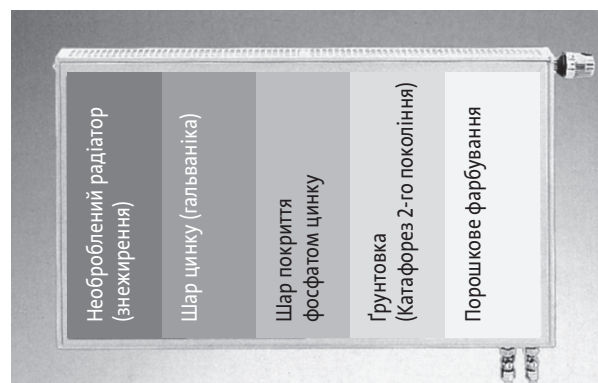 Необроблений радіатор
(знежирення)
Шар цинку (гальваніка)
Шар покриття
фосфатом цинку
Ґрунтовка
(Катафорез 2-го покоління)
Порошкове фарбування